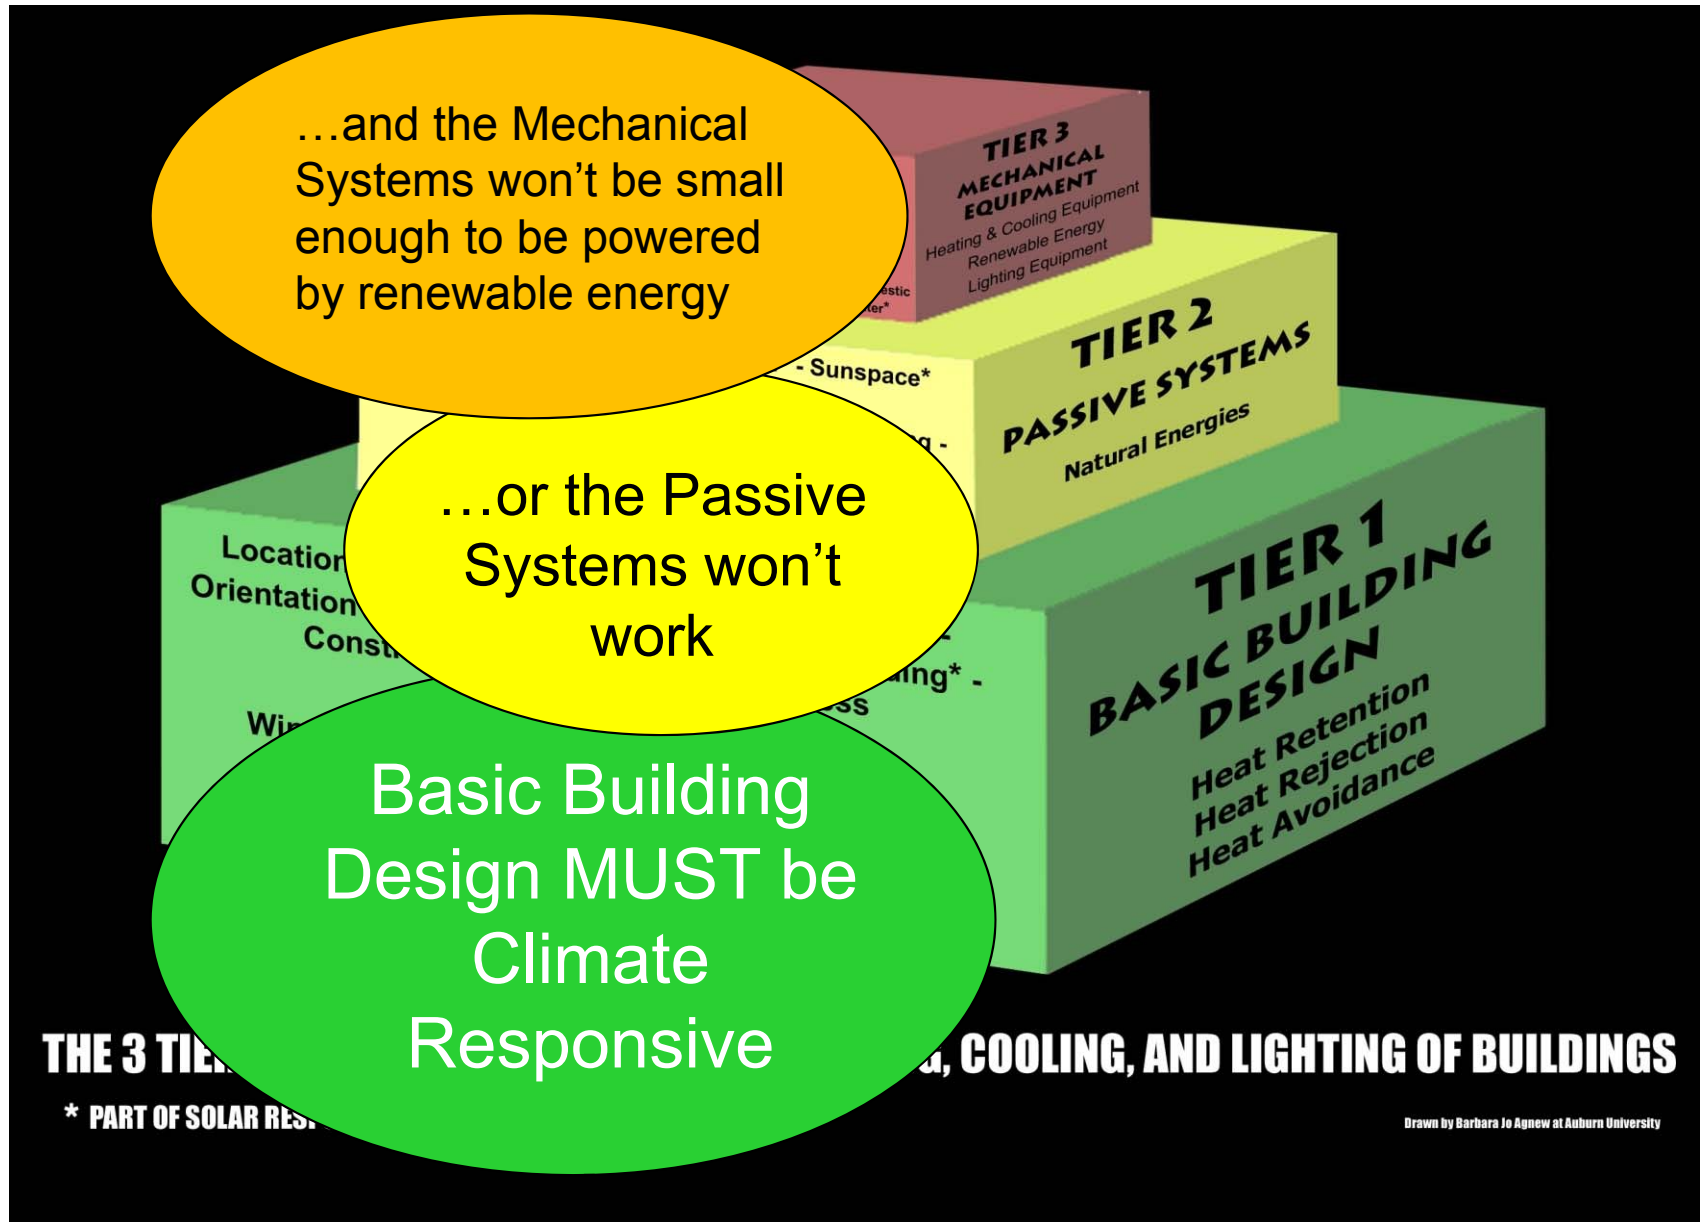 …and the Mechanical
Systems won’t be small
enough to be powered
by renewable energy
TIER 3
MECHANICAL
EQUIPMENT
Heating & Cooling Equipment
Renewable Energy
Lighting Equipment
- Sunspace*
TIER 2
PASSIVE SYSTEMS
Natural Energies
…or the Passive
Systems won’t
work
Location
Orientation
TIER 1
BASIC BUILDING
DESIGN
Heat Retention
Heat Rejection
Heat Avoidance
Basic Building
Design MUST be
Climate
Responsive
THE 3 COOLING, AND LIGHTING OF BUILDINGS
* PART OF SOLAR
Drawn by Barbara Jo Agnew at Auburn University